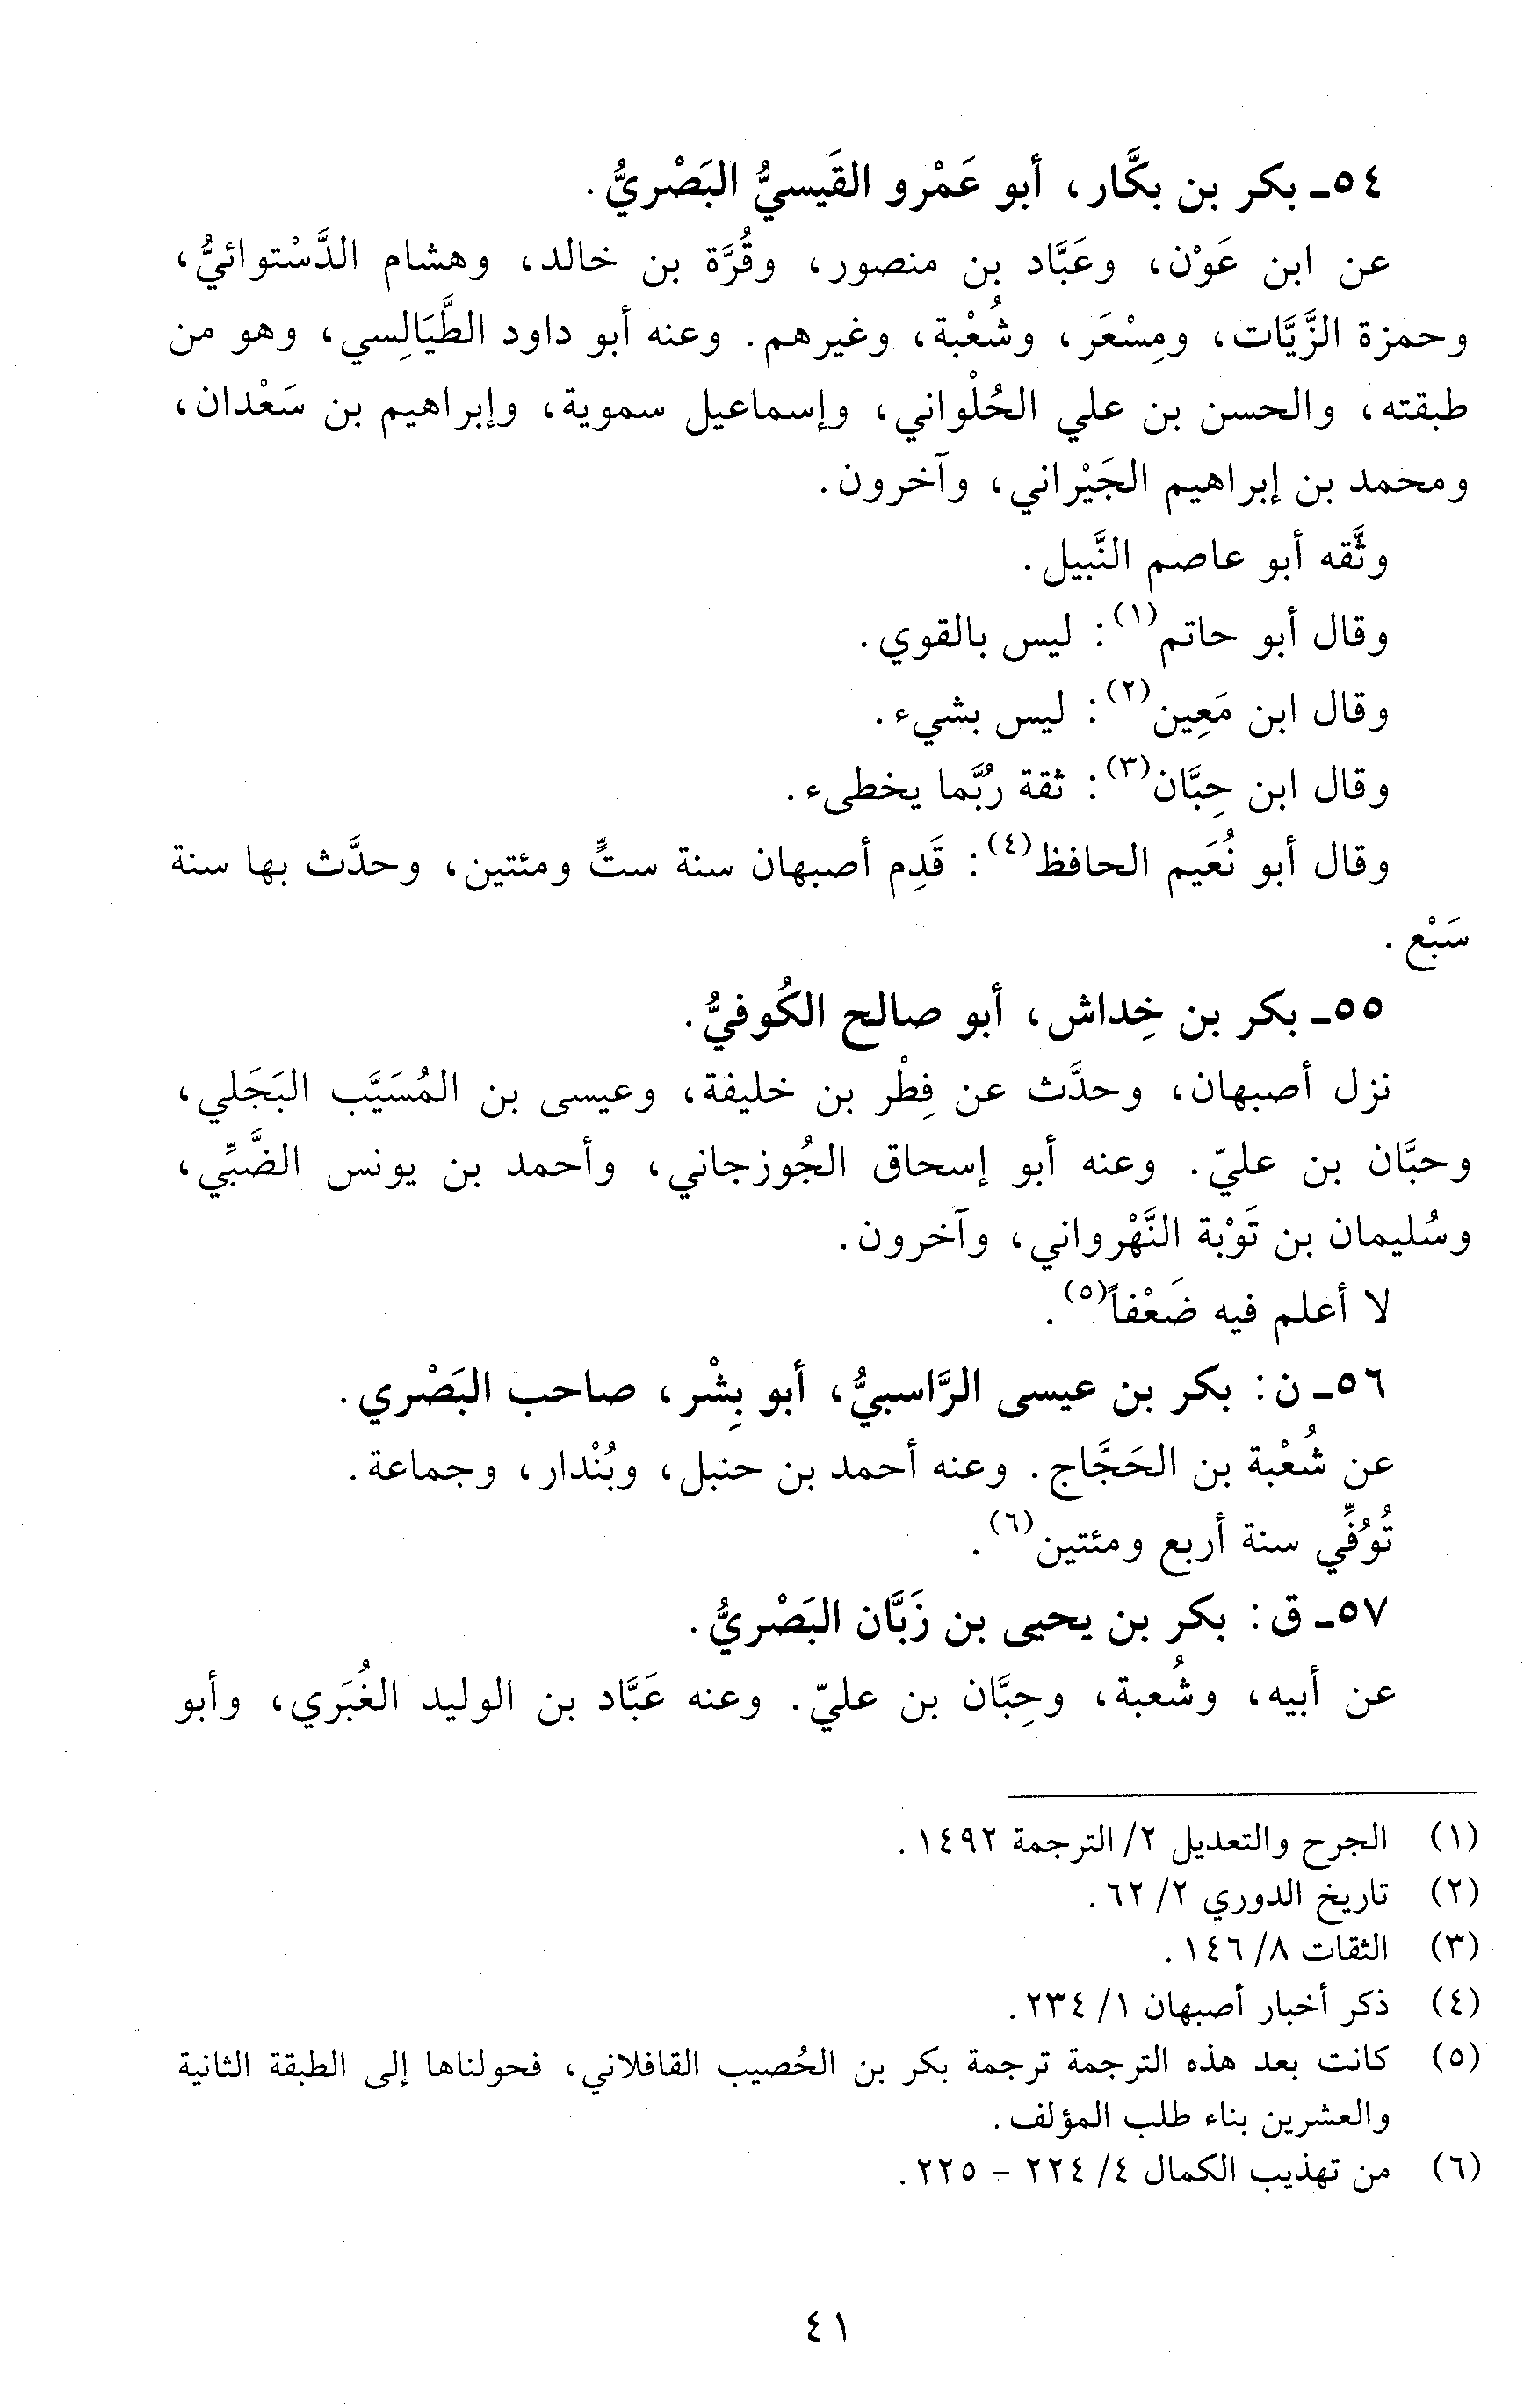 ٥٤ـ بكر بن بكَّار، أبو عَمْرو القَيسيُّ البَصْريُّ.
عن ابن عَوْن، وعَبَّاد بن منصور، وقُرَّة بن خالد، وهشام الدَّسْتوائيُّ،
وحمزة الزَّيَّات، ومِسْعَر، وشُعْبة، وغيرهم. وعنه أبو داود الطَّيَالِسي، وهو من
طبقته، والحسن بن علي الحُلْواني، وإسماعيل سموية، وإبراهيم بن سَعْدان،
ومحمد بن إبراهيم الجَيْراني، وآخرون.
وثَّقه أبو عاصم النَّبيل.
وقال أبو حاتم(١): ليس بالقوي.
وقال ابن مَعِين(٢): ليس بشيء.
وقال ابن حِبَّان(٣): ثقة رُبَّما يخطىء.
وقال أبو نُعَيم الحافظ(٤): قَدِم أصبهان سنة ستٍّ ومئتين، وحدَّث بها سنة
سَبْع.
٥٥ـ بكر بن خِداش، أبو صالح الكُوفيُّ.
نزل أصبهان، وحدَّث عن فِطْر بن خليفة، وعيسى بن المُسَيَّب البَجَلي،
وحبَّان بن عليّ. وعنه أبو إسحاق الجُوزجاني، وأحمد بن يونس الضَّبِّي،
وسُليمان بن تَوْبة النَّهْرواني، وآخرون.
لا أعلم فيه ضَعْفاً(٥).
٥٦ـ ن: بكر بن عيسى الرَّاسبيُّ، أبو بِشْر، صاحب البَصْري.
عن شُعْبة بن الحَجَّاج. وعنه أحمد بن حنبل، وبُنْدار، وجماعة.
تُوُفِّي سنة أربع ومئتين(٦).
٥٧ـ ق: بكر بن يحيى بن زَبَّان البَصْريُّ.
عن أبيه، وشُعبة، وحِبَّان بن عليّ. وعنه عَبَّاد بن الوليد الغُبَري، وأبو
(١) الجرح والتعديل ٢/ الترجمة ١٤٩٢.
(٢) تاريخ الدوري ٢/ ٦٢.
(٣) الثقات ٨/ ١٤٦.
(٤) ذكر أخبار أصبهان ١/ ٢٣٤.
(٥) كانت بعد هذه الترجمة ترجمة بكر بن الحُصيب القافلاني، فحولناها إلى الطبقة الثانية
والعشرين بناء طلب المؤلف.
(٦) من تهذيب الكمال ٤/ ٢٢٤ - ٢٢٥.
٤١